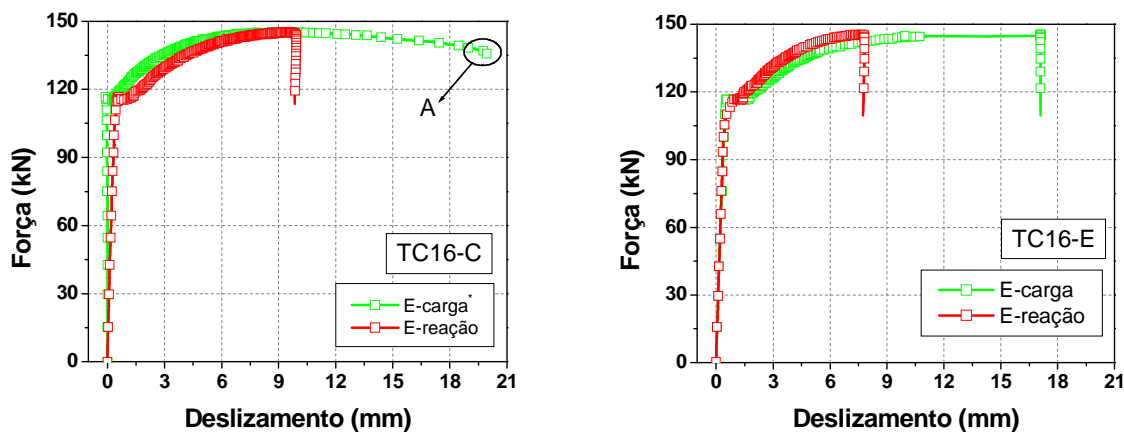 150
120
90
60
30
0
Força (kN)
A
TC16-C
E-carga*
E-reação
0 3 6 9 12 15 18 21
Deslizamento (mm)
150
120
90
60
30
0
Força (kN)
TC16-E
E-carga
E-reação
0 3 6 9 12 15 18 21
Deslizamento (mm)